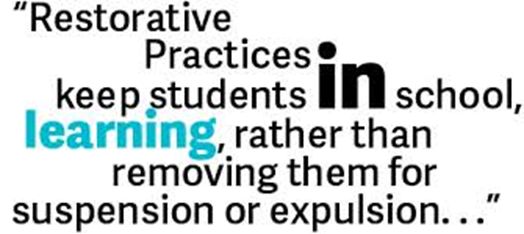 “Restorative
Practices in
keep students school,
learning, rather than
removing them for
suspension or expulsion. . .”